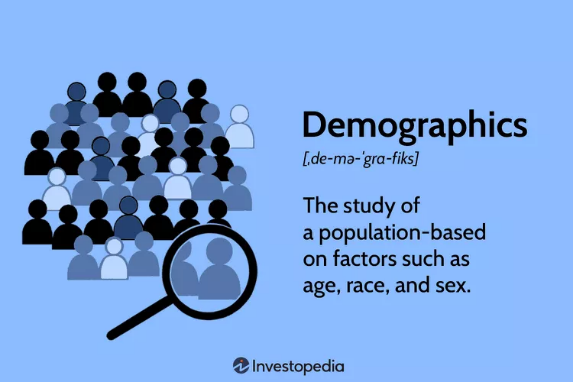 Demographics
[ˌde-mə-ˈgra-fiks]
The study of
a population-based
on factors such as
age, race, and sex.
Investopedia